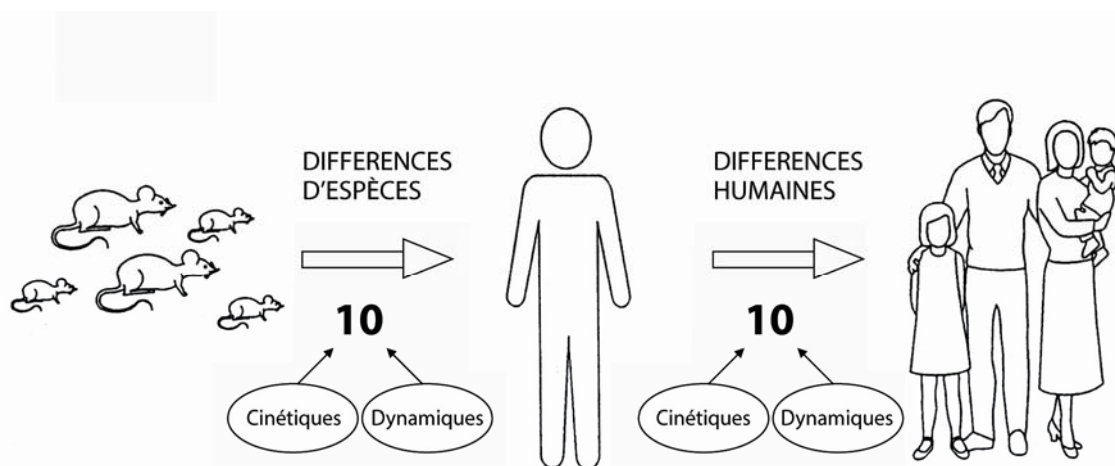 DIFFERENCES
D'ESPÈCES
10
Cinétiques
Dynamiques
DIFFERENCES
HUMAINES
10
Cinétiques
Dynamiques